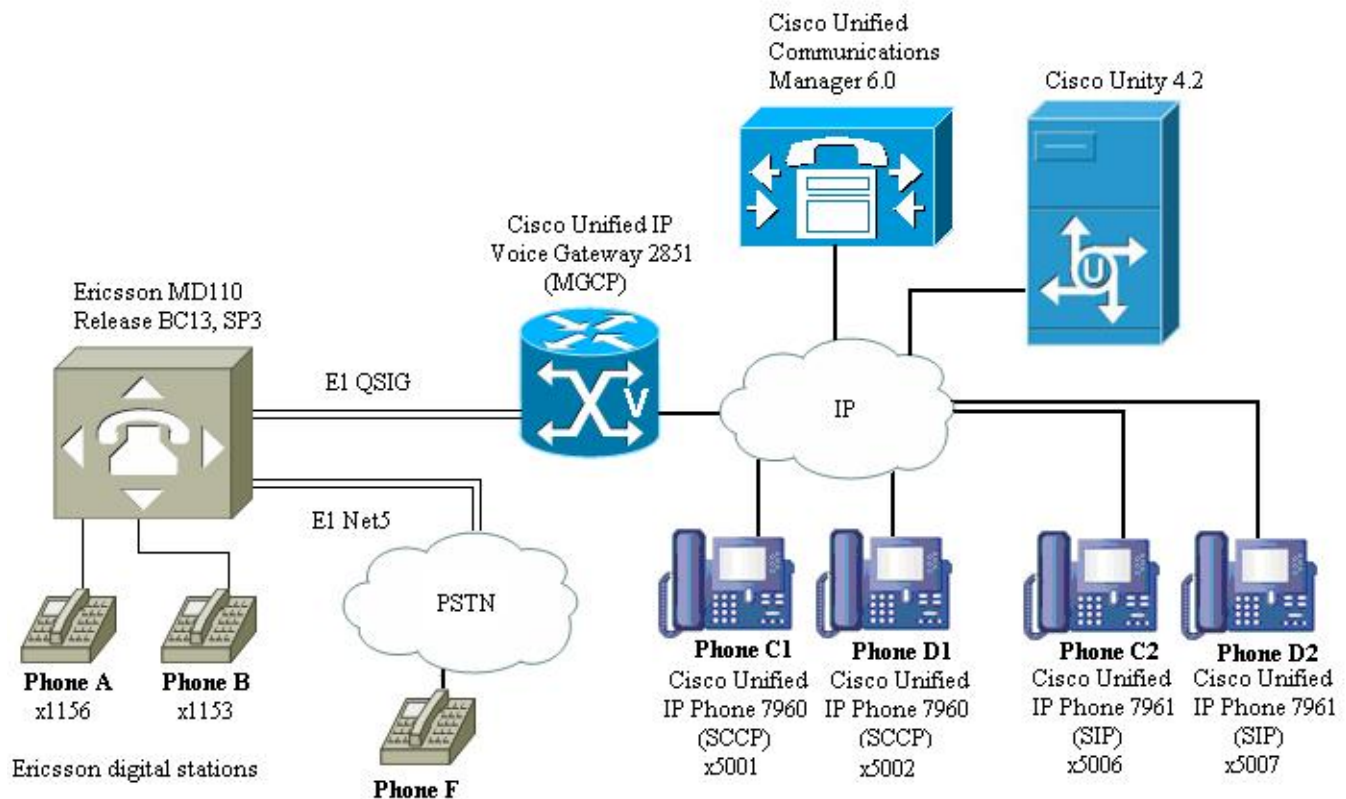 Cisco Unified
Communications
Manager 6.0
Cisco Unity 4.2
Cisco Unified IP
Voice Gateway 2851
(MGCP)
Ericsson MD110
Release BC13, SP3
E1 QSIG
V
IP
U
E1 Net5
PSTN
Phone A
x1156
Phone B
x1153
Ericsson digital stations
Phone F
Phone C1
Cisco Unified
IP Phone 7960
(SCCP)
x5001
Phone D1
Cisco Unified
IP Phone 7960
(SCCP)
x5002
Phone C2
Cisco Unified
IP Phone 7961
(SIP)
x5006
Phone D2
Cisco Unified
IP Phone 7961
(SIP)
x5007